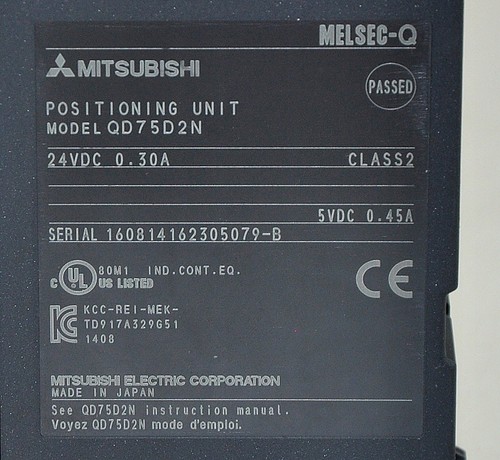 MELSEC-Q
MITSUBISHI
PASSED
POSITIONING UNIT
MODEL QD75D2N
24VDC 0.30A CLASS2
5VDC 0.45A
SERIAL 160814162305079-B
C UL US LISTED 80M1 IND.CONT.EQ.
CE
KCC-REI-MEK-
TD917A329G51
1408
MITSUBISHI ELECTRIC CORPORATION
MADE IN JAPAN
See QD75D2N instruction manual.
Voyez QD75D2N mode d'emploi.